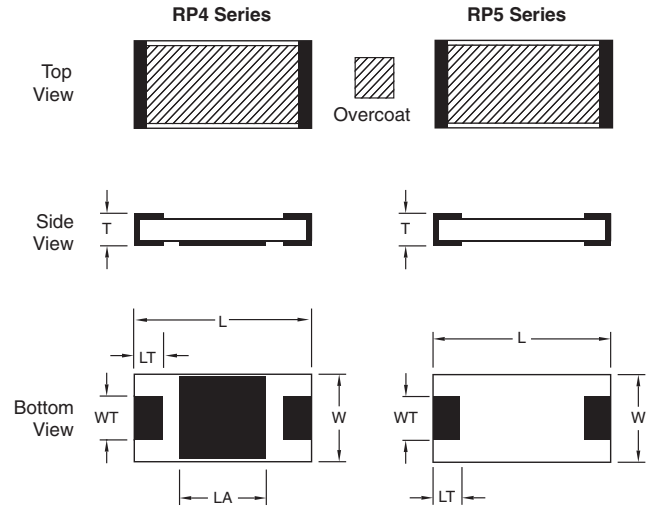 RP4 Series
RP5 Series
Top
View
Overcoat
Side
View
T
T
L
LT
Bottom
View
WT
W
LA
L
WT
W
LT